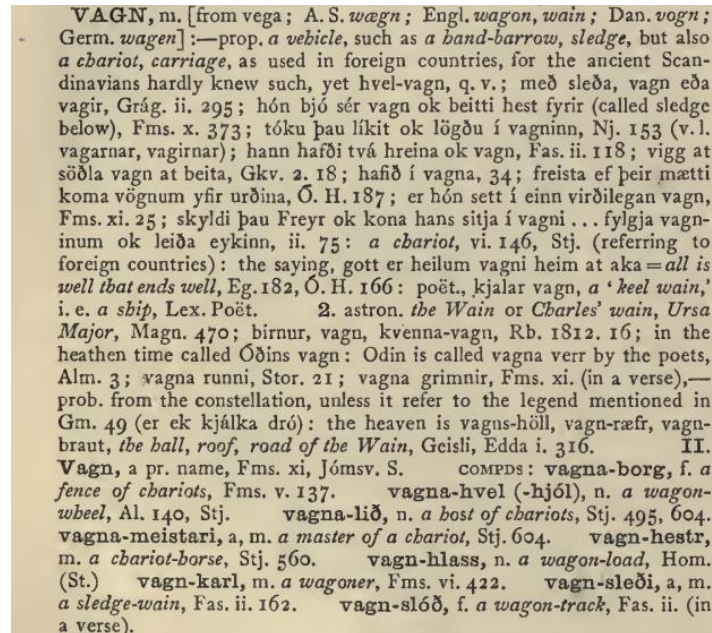 VAGN, m. [from vega; A. S. wægn; Engl. wagon, wain; Dan. vogn;
Germ. wagen] :—prop. a vehicle, such as a hand-barrow, sledge, but also
a chariot, carriage, as used in foreign countries, for the ancient Scan-
dinavians hardly knew such, yet hvel-vagn, q. v.; með sleða, vagn eða
vagir, Grág. ii. 295; hón bjó sér vagn ok beitti hest fyrir (called sledge
below), Fms. x. 373; tóku þau líkit ok lögðu í vagninn, Nj. 153 (v. l.
vagarnar, vagirnar); hann hafði tvá hreina ok vagn, Fas. ii. 118; vigg at
söðla vagn at beita, Gkv. 2. 18; hafið í vagna, 34; freista ef þeir mætti
koma vögnum yfir urðina, Ó. H. 187; er hón sett í einn virðilegan vagn,
Fms. xi. 25; skyldi þau Freyr ok kona hans sitja í vagni ... fylgja vagn-
inum ok leiða eykinn, ii. 75: a chariot, vi. 146, Stj. (referring to
foreign countries): the saying, gott er heilum vagni heim at aka = all is
well that ends well, Eg. 182, Ó. H. 166: poët., kjalar vagn, a 'keel wain,'
i. e. a ship, Lex. Poët. 2. astron. the Wain or Charles' wain, Ursa
Major, Magn. 470; birnur, vagn, kvenna-vagn, Rb. 1812. 16; in the
heathen time called Óðins vagn: Odin is called vagna verr by the poets,
Alm. 3; vagna runni, Stor. 21; vagna grimnir, Fms. xi. (in a verse),—
prob. from the constellation, unless it refer to the legend mentioned in
Gm. 49 (er ek kjálka dró): the heaven is vagns-höll, vagn-ræfr, vagn-
braut, the hall, roof, road of the Wain, Geisli, Edda i. 316. II.
Vagn, a pr. name, Fms. xi, Jómsv. S. COMPDS: vagna-borg, f. a
fence of chariots, Fms. v. 137. vagna-hvel (-hjól), n. a wagon-
wheel, Al. 140, Stj. vagna-lið, n. a host of chariots, Stj. 495, 604.
vagna-meistari, a, m. a master of a chariot, Stj. 604. vagn-hestr,
m. a chariot-horse, Stj. 560. vagn-hlass, n. a wagon-load, Hom.
(St.) vagn-karl, m. a wagoner, Fms. vi. 422. vagn-sleði, a, m.
a sledge-wain, Fas. ii. 162. vagn-slóð, f. a wagon-track, Fas. ii. (in
a verse).